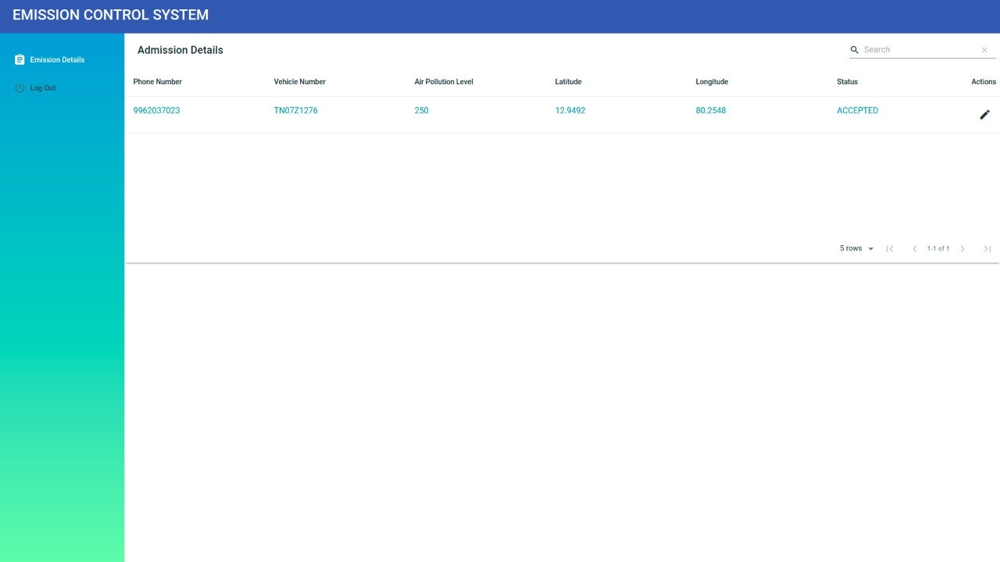 EMISSION CONTROL SYSTEM
Emission Details
Log Out
Admission Details
Search
Phone Number Vehicle Number Air Pollution Level Latitude Longitude Status Actions
9962037023 TN07Z1276 250 12.9492 80.2548 ACCEPTED
5 rows 1-1 of 1